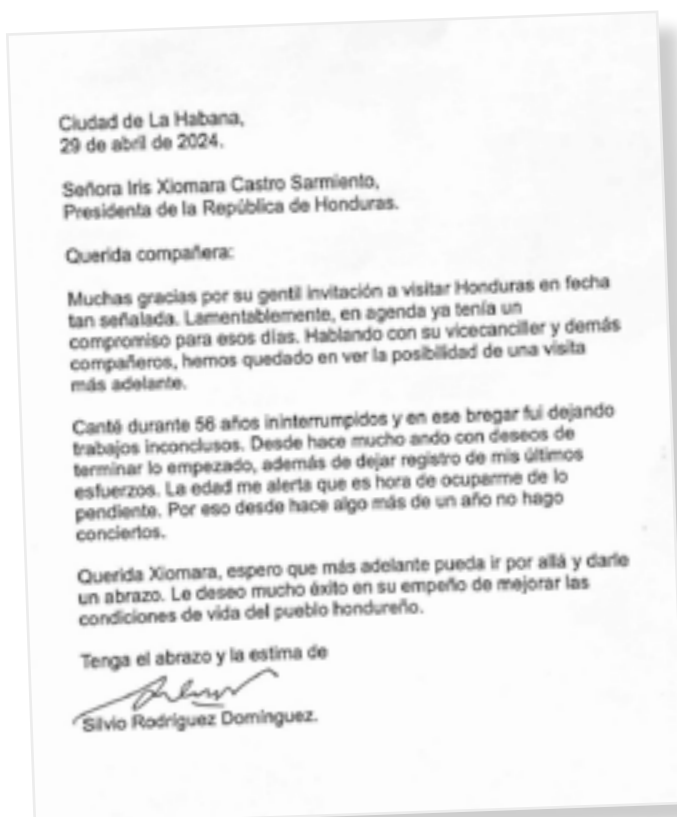 Ciudad de La Habana,
29 de abril de 2024.
Señora Iris Xiomara Castro Sarmiento,
Presidenta de la República de Honduras.
Querida compañera:
Muchas gracias por su gentil invitación a visitar Honduras en fecha
tan señalada. Lamentablemente, en agenda ya tenía un
compromiso para esos días. Hablando con su vicecanciller y demás
compañeros, hemos quedado en ver la posibilidad de una visita
más adelante.
Canté durante 56 años ininterrumpidos y en ese bregar fui dejando
trabajos inconclusos. Desde hace mucho ando con deseos de
terminar lo empezado, además de dejar registro de mis últimos
esfuerzos. La edad me alerta que es hora de ocuparme de lo
pendiente. Por eso desde hace algo más de un año no hago
conciertos.
Querida Xiomara, espero que más adelante pueda ir por allá y darle
un abrazo. Le deseo mucho éxito en su empeño de mejorar las
condiciones de vida del pueblo hondureño.
Tenga el abrazo y la estima de
Silvio Rodríguez Domínguez.